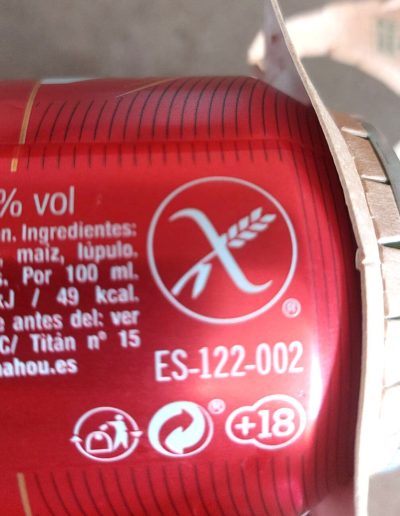 % vol
n. Ingredientes:
maíz, lúpulo.
. Por 100 ml.
kJ / 49 kcal.
e antes del: ver
C/ Titán nº 15
ahou.es
®
ES-122-002
®
+18